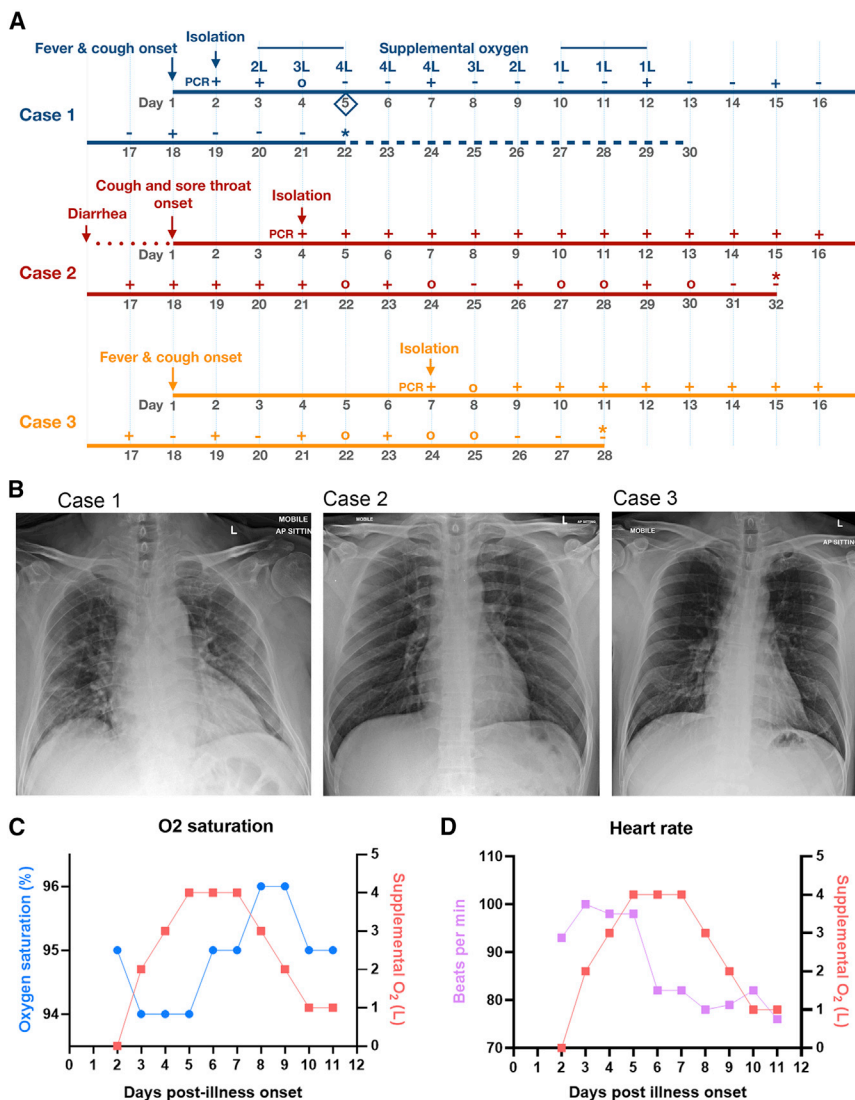 A
Fever & cough onset
Isolation
Supplemental oxygen
2L 3L 4L 4L 4L 3L 2L 1L 1L 1L
PCR + + o - - + - - - - + - - + -
Day 1 2 3 4 5 6 7 8 9 10 11 12 13 14 15 16
Case 1
- + - - - *
17 18 19 20 21 22 23 24 25 26 27 28 29 30
Cough and sore throat
onset
Isolation
Diarrhea
PCR + + + + + + + + + + + + +
Day 1 2 3 4 5 6 7 8 9 10 11 12 13 14 15 16
Case 2
+ + + + + o + o - + o o + o - - *
17 18 19 20 21 22 23 24 25 26 27 28 29 30 31 32
Fever & cough onset
Isolation
PCR + o + + + + + + + +
Day 1 2 3 4 5 6 7 8 9 10 11 12 13 14 15 16
Case 3
+ - + - + o + o o - - - *
17 18 19 20 21 22 23 24 25 26 27 28
B
Case 1
Case 2
Case 3
MOBILE
L
AP SITTIN
MOBILE
L
AP SITTING
MOBILE
L
AP SITTING
C
O2 saturation
Oxygen saturation (%)
96
95
94
5
4
3
2
1
0
Supplemental O2 (L)
0 1 2 3 4 5 6 7 8 9 10 11 12
Days post-illness onset
D
Heart rate
Beats per min
110
100
90
80
70
5
4
3
2
1
0
Supplemental O₂ (L)
0 1 2 3 4 5 6 7 8 9 10 11 12
Days post illness onset